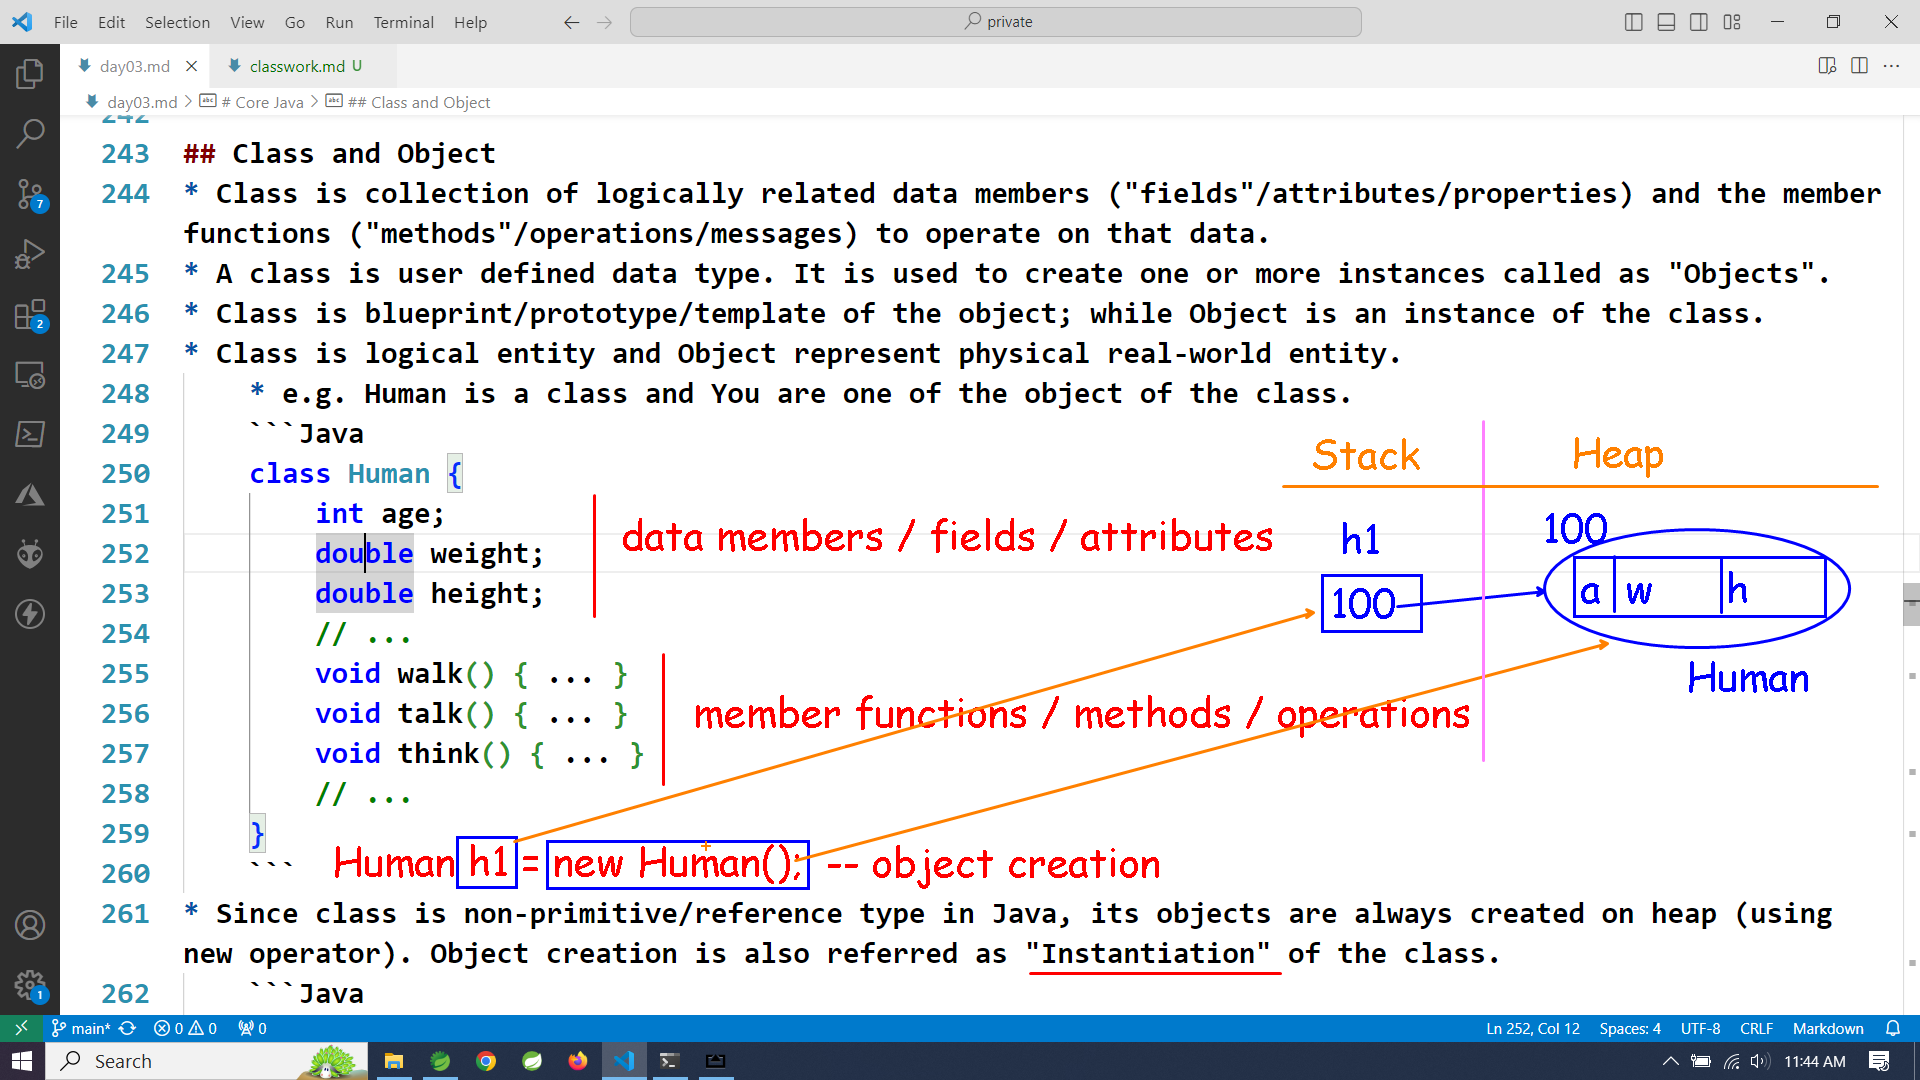 File Edit Selection View Go Run Terminal Help private
day03.md classwork.md U
day03.md > # Core Java > ## Class and Object
242
243 ## Class and Object
244 * Class is collection of logically related data members ("fields"/attributes/properties) and the member
functions ("methods"/operations/messages) to operate on that data.
245 * A class is user defined data type. It is used to create one or more instances called as "Objects".
246 * Class is blueprint/prototype/template of the object; while Object is an instance of the class.
247 * Class is logical entity and Object represent physical real-world entity.
248 * e.g. Human is a class and You are one of the object of the class.
249 ```Java
Stack Heap
250 class Human {
251 int age;
data members / fields / attributes h1 100
252 double weight;
253 double height;
100 a w h
254 // ...
255 void walk() { ... }
Human
256 void talk() { ... }
member functions / methods / operations
257 void think() { ... }
258 // ...
259 }
260 ```
Human h1 = new Human(); -- object creation
261 * Since class is non-primitive/reference type in Java, its objects are always created on heap (using
new operator). Object creation is also referred as "Instantiation" of the class.
262 ```Java
7
2
1
main* 0 0 0 Ln 252, Col 12 Spaces: 4 UTF-8 CRLF Markdown
Search 11:44 AM